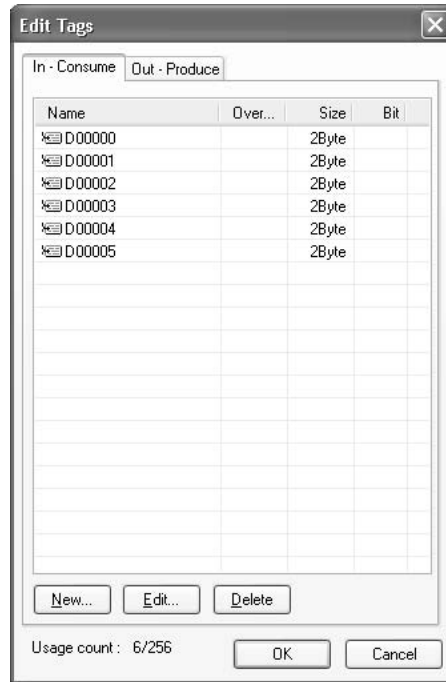 Edit Tags
In - Consume Out - Produce
Name Over... Size Bit
D00000 2Byte
D00001 2Byte
D00002 2Byte
D00003 2Byte
D00004 2Byte
D00005 2Byte
New... Edit... Delete
Usage count : 6/256 OK Cancel